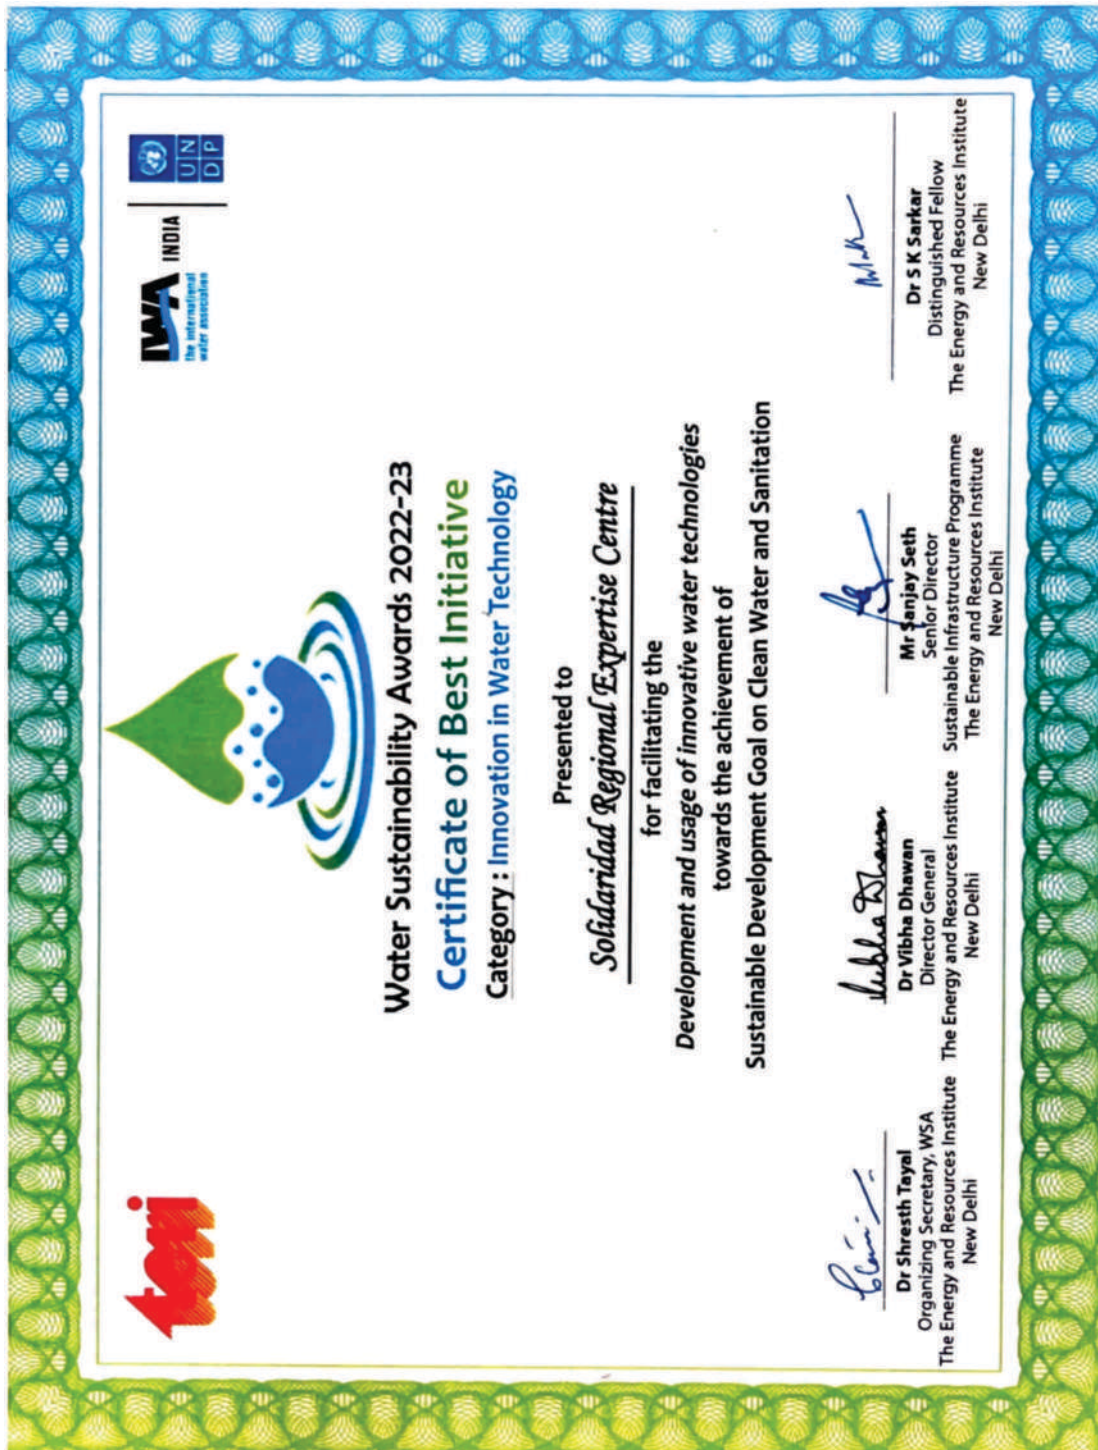 teri
IWA INDIA
the international
water association
UN
DP
Water Sustainability Awards 2022-23
Certificate of Best Initiative
Category : Innovation in Water Technology
Presented to
Solidaridad Regional Expertise Centre
for facilitating the
Development and usage of innovative water technologies
towards the achievement of
Sustainable Development Goal on Clean Water and Sanitation
Dr Shresth Tayal
Organizing Secretary, WSA
The Energy and Resources Institute
New Delhi
Vibha Dhawan
Dr Vibha Dhawan
Director General
The Energy and Resources Institute
New Delhi
Mr Sanjay Seth
Senior Director
Sustainable Infrastructure Programme
The Energy and Resources Institute
New Delhi
Dr S K Sarkar
Distinguished Fellow
The Energy and Resources Institute
New Delhi